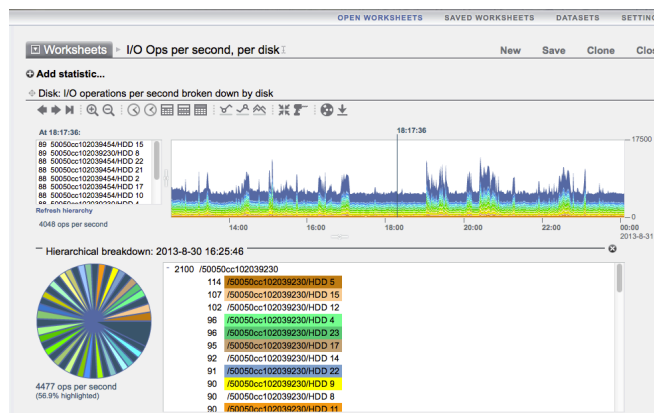 OPEN WORKSHEETS SAVED WORKSHEETS DATASETS SETTING
Worksheets I/O Ops per second, per disk New Save Clone Clos
Add statistic...
Disk: I/O operations per second broken down by disk
At 18:17:36:
89 50050cc102039454/HDD 15
89 50050cc102039230/HDD 8
88 50050cc102039454/HDD 22
88 50050cc102039454/HDD 21
88 50050cc102039454/HDD 2
88 50050cc102039454/HDD 17
88 50050cc102039454/HDD 10
Refresh hierarchy
4048 ops per second
18:17:36
17500
0
14:00 16:00 18:00 20:00 22:00 00:00
2013-8-31
Hierarchical breakdown: 2013-8-30 16:25:46
2100 /50050cc102039230
114 /50050cc102039230/HDD 5
107 /50050cc102039230/HDD 15
102 /50050cc102039230/HDD 12
96 /50050cc102039230/HDD 4
96 /50050cc102039230/HDD 23
95 /50050cc102039230/HDD 17
92 /50050cc102039230/HDD 14
91 /50050cc102039230/HDD 22
90 /50050cc102039230/HDD 9
90 /50050cc102039230/HDD 8
90 /50050cc102039230/HDD 11
4477 ops per second
(56.9% highlighted)